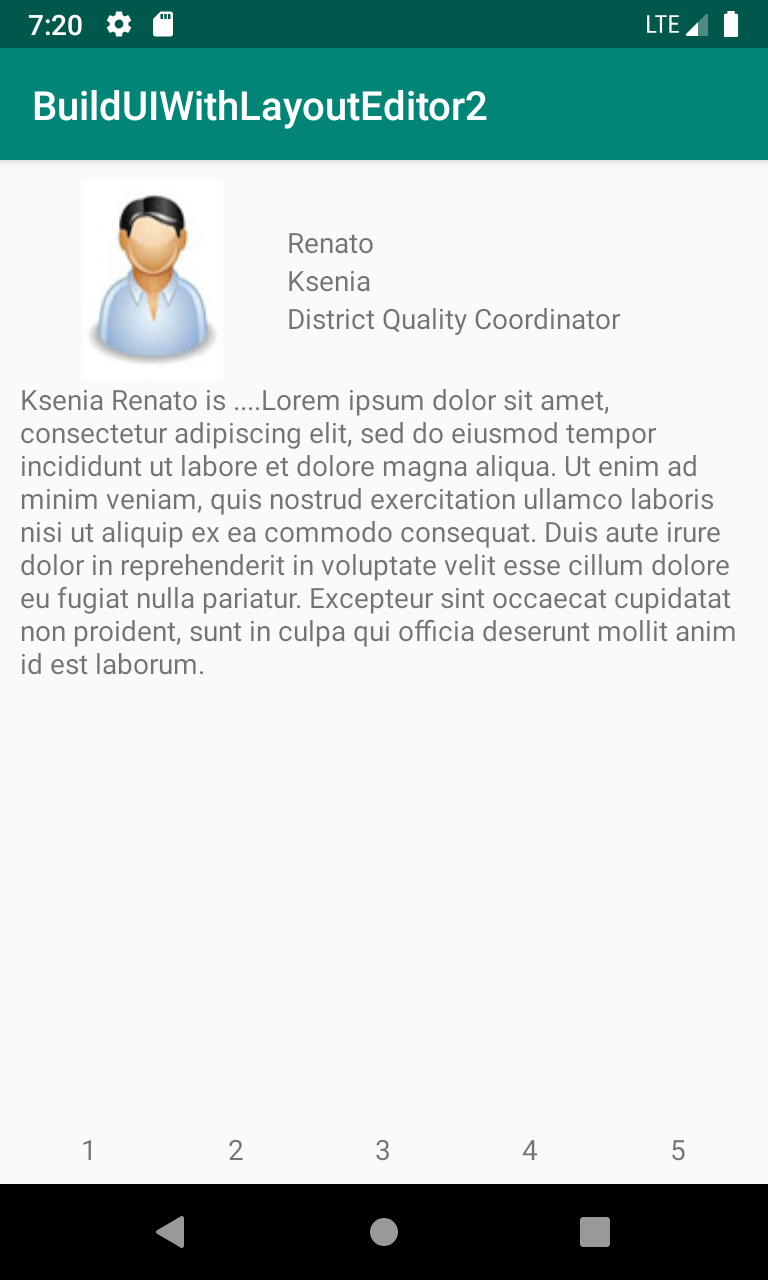 7:20 LTE
BuildUIWithLayoutEditor2
Renato
Ksenia
District Quality Coordinator
Ksenia Renato is ....Lorem ipsum dolor sit amet,
consectetur adipiscing elit, sed do eiusmod tempor
incididunt ut labore et dolore magna aliqua. Ut enim ad
minim veniam, quis nostrud exercitation ullamco laboris
nisi ut aliquip ex ea commodo consequat. Duis aute irure
dolor in reprehenderit in voluptate velit esse cillum dolore
eu fugiat nulla pariatur. Excepteur sint occaecat cupidatat
non proident, sunt in culpa qui officia deserunt mollit anim
id est laborum.
1 2 3 4 5